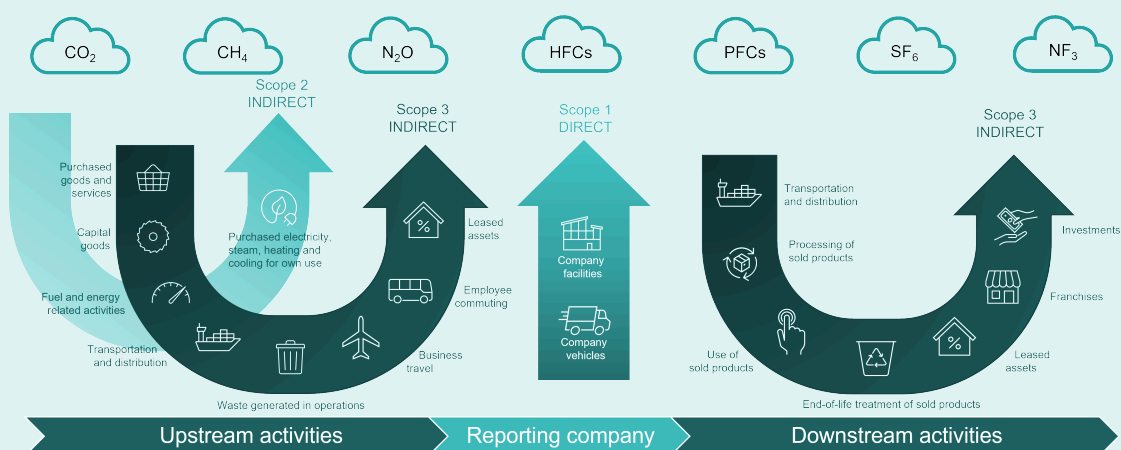 CO₂
CH₄
N₂O
HFCs
PFCs
SF₆
NF₃
Scope 2
INDIRECT
Scope 3
INDIRECT
Scope 1
DIRECT
Scope 3
INDIRECT
Purchased
goods and
services
Capital
goods
Fuel and energy
related activities
Transportation
and distribution
Waste generated in operations
Business
travel
Employee
commuting
Leased
assets
Purchased electricity,
steam, heating and
cooling for own use
Company
facilities
Company
vehicles
Transportation
and distribution
Processing of
sold products
Use of
sold products
End-of-life treatment of sold products
Leased
assets
Franchises
Investments
Upstream activities
Reporting company
Downstream activities